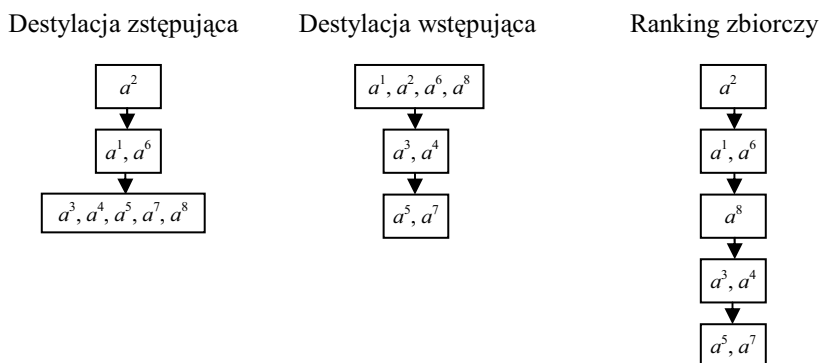 Destylacja zstępująca
a², 
a¹, a⁶
a³, a⁴, a⁵, a⁷, a⁸
Destylacja wstępująca
a¹, a², a⁶, a⁸
a³, a⁴
a⁵, a⁷
Ranking zbiorczy
a²
a¹, a⁶
a⁸
a³, a⁴
a⁵, a⁷